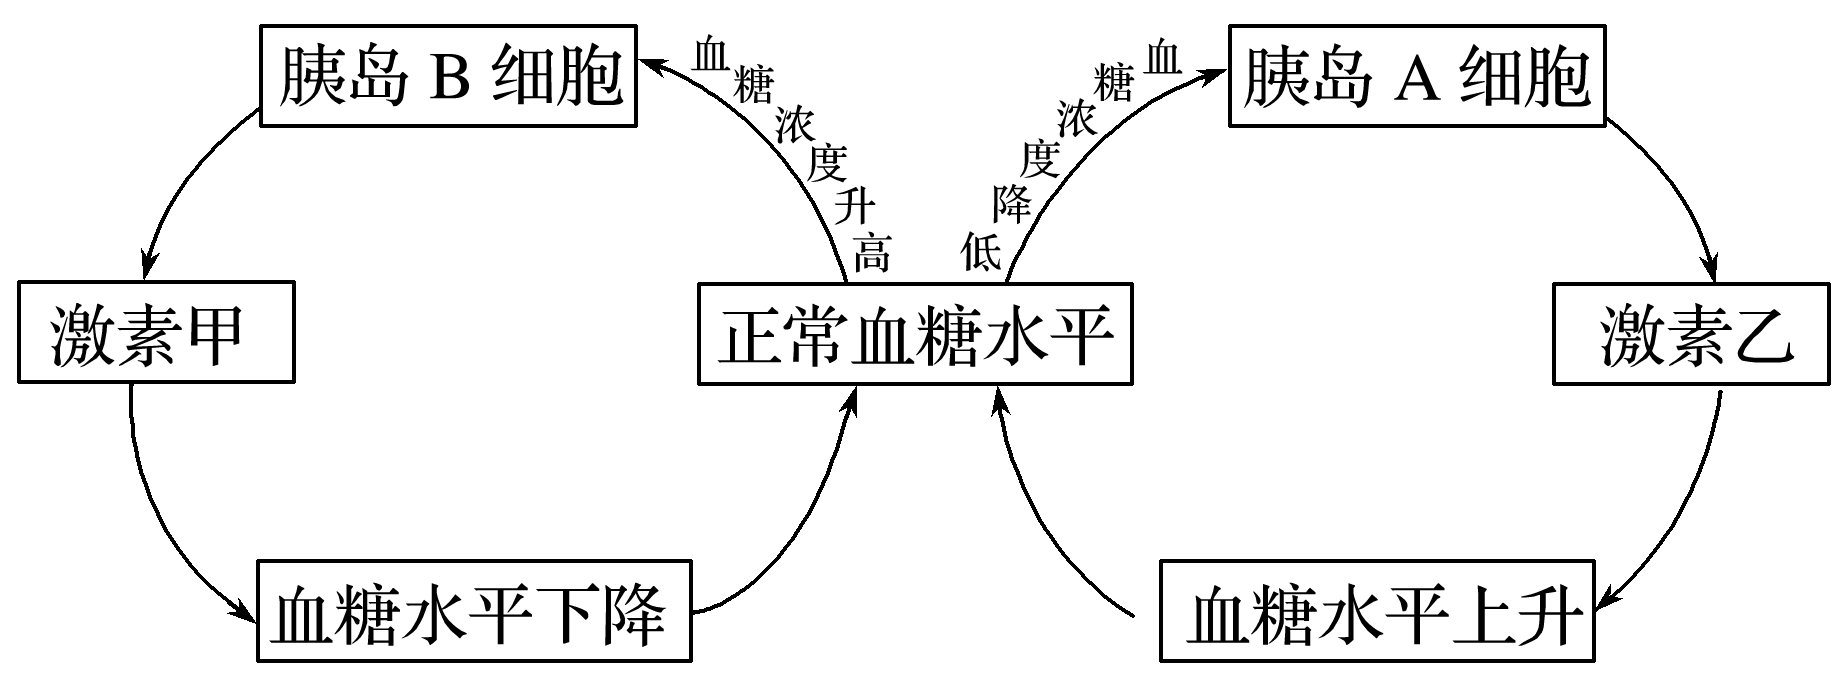 胰岛 B 细胞
血糖浓度升高
血糖浓度降低
胰岛 A 细胞
激素甲
正常血糖水平
激素乙
血糖水平下降
血糖水平上升